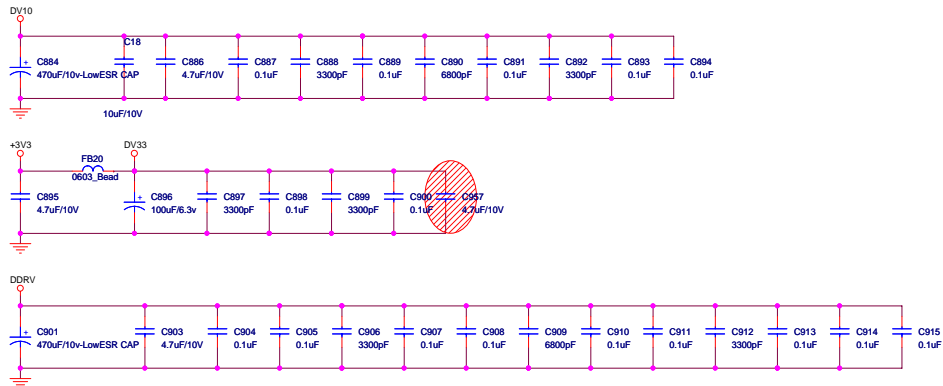 DV10
C18
C884
470uF/10v-LowESR CAP
C886
4.7uF/10V
C887
0.1uF
C888
3300pF
C889
0.1uF
C890
6800pF
C891
0.1uF
C892
3300pF
C893
0.1uF
C894
0.1uF
10uF/10V
+3V3
FB20
0603_Bead
DV33
C895
4.7uF/10V
C896
100uF/6.3v
C897
3300pF
C898
0.1uF
C899
3300pF
C900
0.1uF
C957
4.7uF/10V
DDRV
C901
470uF/10v-LowESR CAP
C903
4.7uF/10V
C904
0.1uF
C905
0.1uF
C906
3300pF
C907
0.1uF
C908
0.1uF
C909
6800pF
C910
0.1uF
C911
0.1uF
C912
3300pF
C913
0.1uF
C914
0.1uF
C915
0.1uF